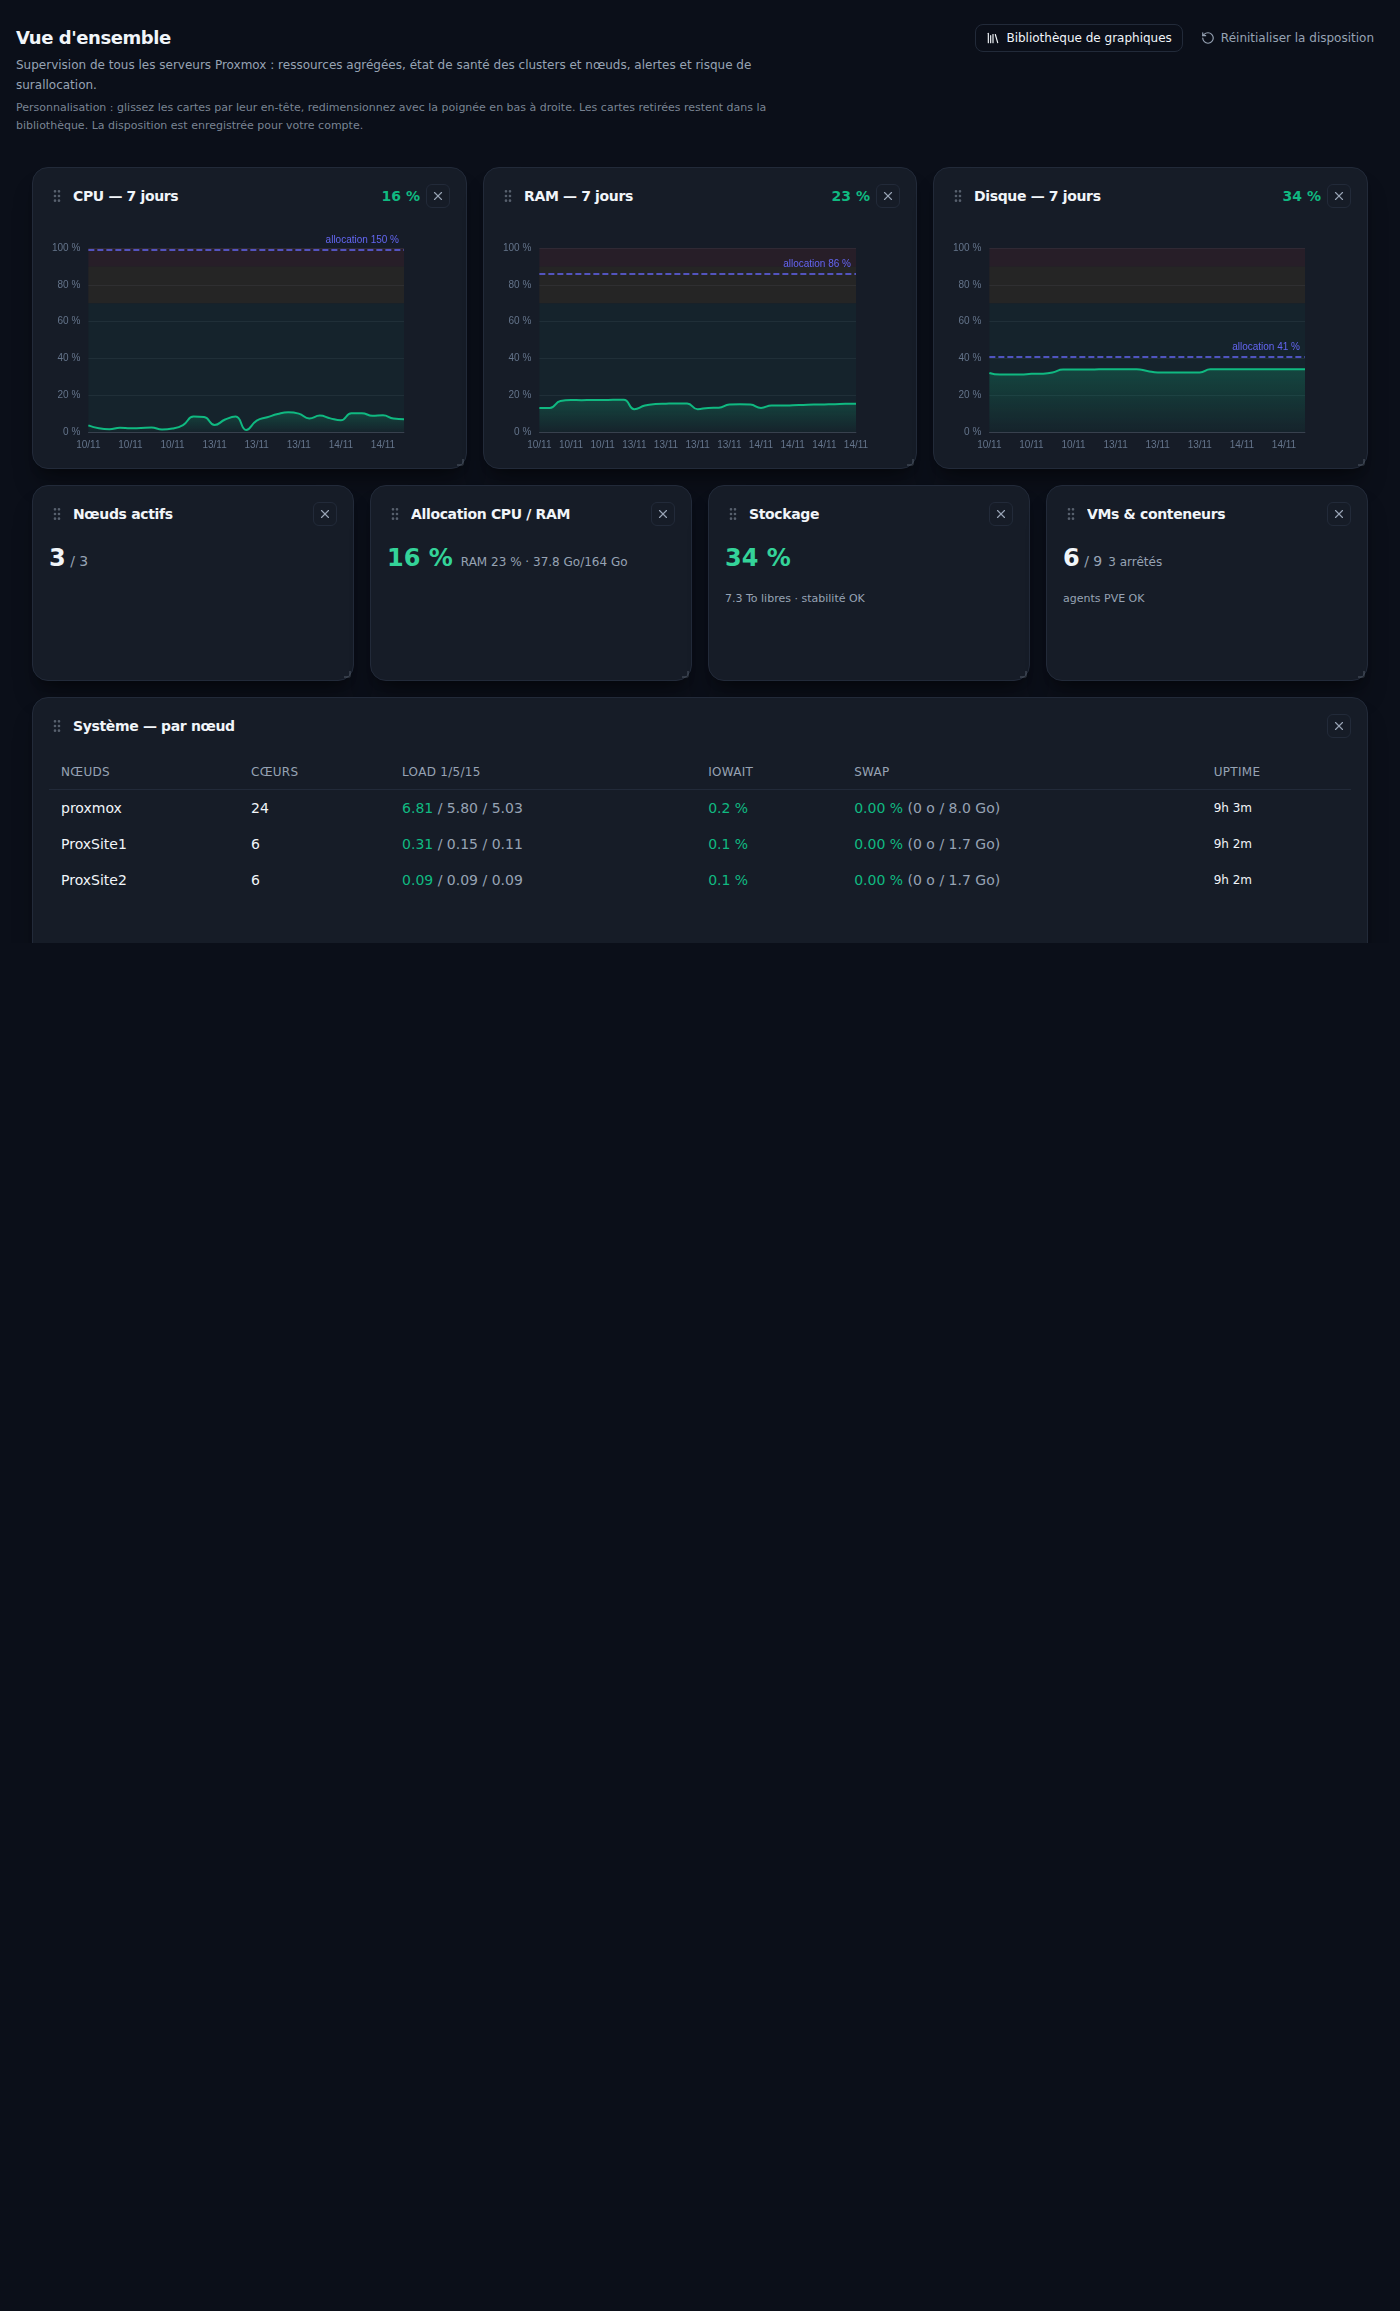 Vue d'ensemble
Bibliothèque de graphiques
Réinitialiser la disposition
Supervision de tous les serveurs Proxmox : ressources agrégées, état de santé des clusters et nœuds, alertes et risque de
surallocation.
Personnalisation : glissez les cartes par leur en-tête, redimensionnez avec la poignée en bas à droite. Les cartes retirées restent dans la
bibliothèque. La disposition est enregistrée pour votre compte.
CPU — 7 jours
16 %
allocation 150 %
100 %
80 %
60 %
40 %
20 %
0 %
10/11 10/11 10/11 13/11 13/11 13/11 14/11 14/11
RAM — 7 jours
23 %
allocation 86 %
100 %
80 %
60 %
40 %
20 %
0 %
10/11 10/11 10/11 13/11 13/11 13/11 13/11 14/11 14/11 14/11 14/11
Disque — 7 jours
34 %
allocation 41 %
100 %
80 %
60 %
40 %
20 %
0 %
10/11 10/11 10/11 13/11 13/11 13/11 14/11 14/11
Nœuds actifs
3 / 3
Allocation CPU / RAM
16 % RAM 23 % · 37.8 Go/164 Go
Stockage
34 %
7.3 To libres · stabilité OK
VMs & conteneurs
6 / 9 3 arrêtés
agents PVE OK
Système — par nœud
NŒUDS CŒURS LOAD 1/5/15 IOWAIT SWAP UPTIME
proxmox 24 6.81 / 5.80 / 5.03 0.2 % 0.00 % (0 o / 8.0 Go) 9h 3m
ProxSite1 6 0.31 / 0.15 / 0.11 0.1 % 0.00 % (0 o / 1.7 Go) 9h 2m
ProxSite2 6 0.09 / 0.09 / 0.09 0.1 % 0.00 % (0 o / 1.7 Go) 9h 2m